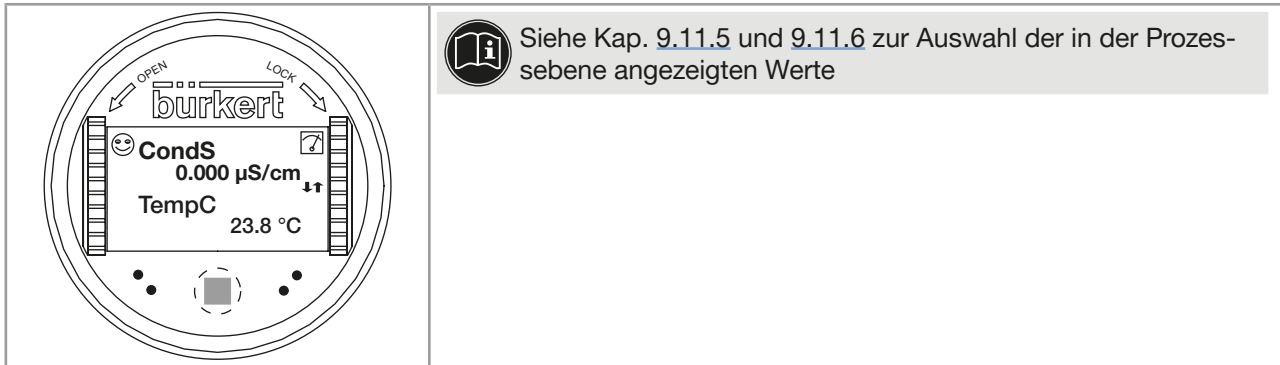 OPEN
LOCK
bürkert
CondS
0.000 µS/cm
TempC
23.8 °C
Siehe Kap. 9.11.5 und 9.11.6 zur Auswahl der in der Prozes-
sebene angezeigten Werte